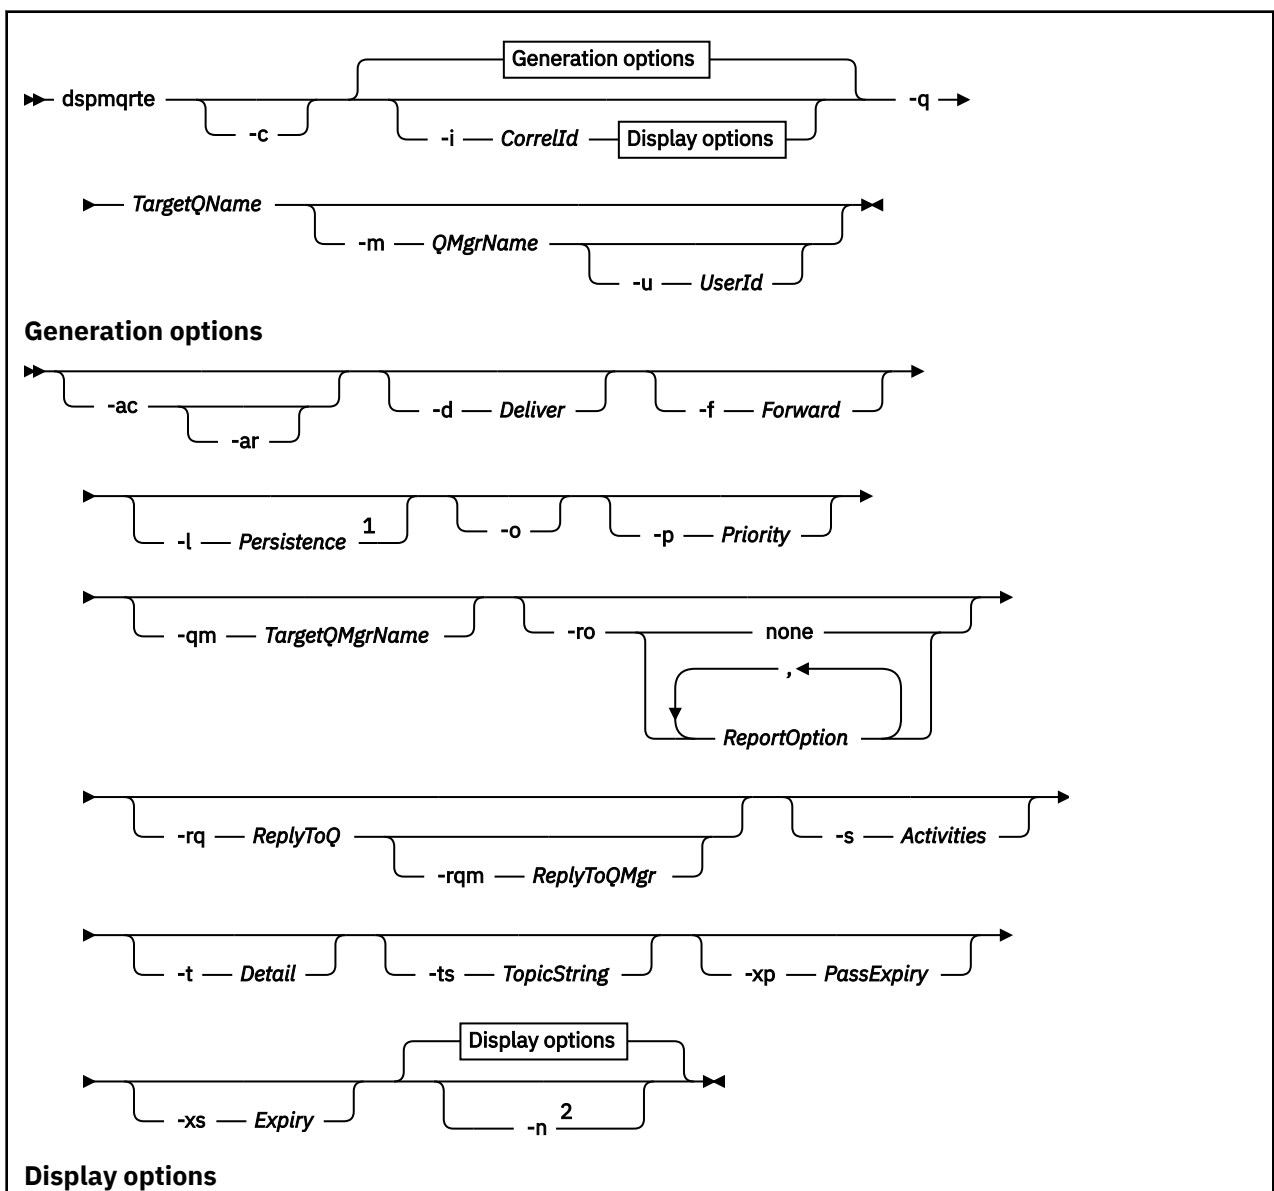 Generation options
dspmqrte -c -i CorrelId Display options -q
TargetQName
-m QMgrName
-u UserId
Generation options
-ac -d Deliver -f Forward
-ar
-l Persistence 1 -o -p Priority
-qm TargetQMgrName -ro none
,
ReportOption
-rq ReplyToQ -s Activities
-rqm ReplyToQMgr
-t Detail -ts TopicString -xp PassExpiry
Display options
-xs Expiry -n 2
Display options